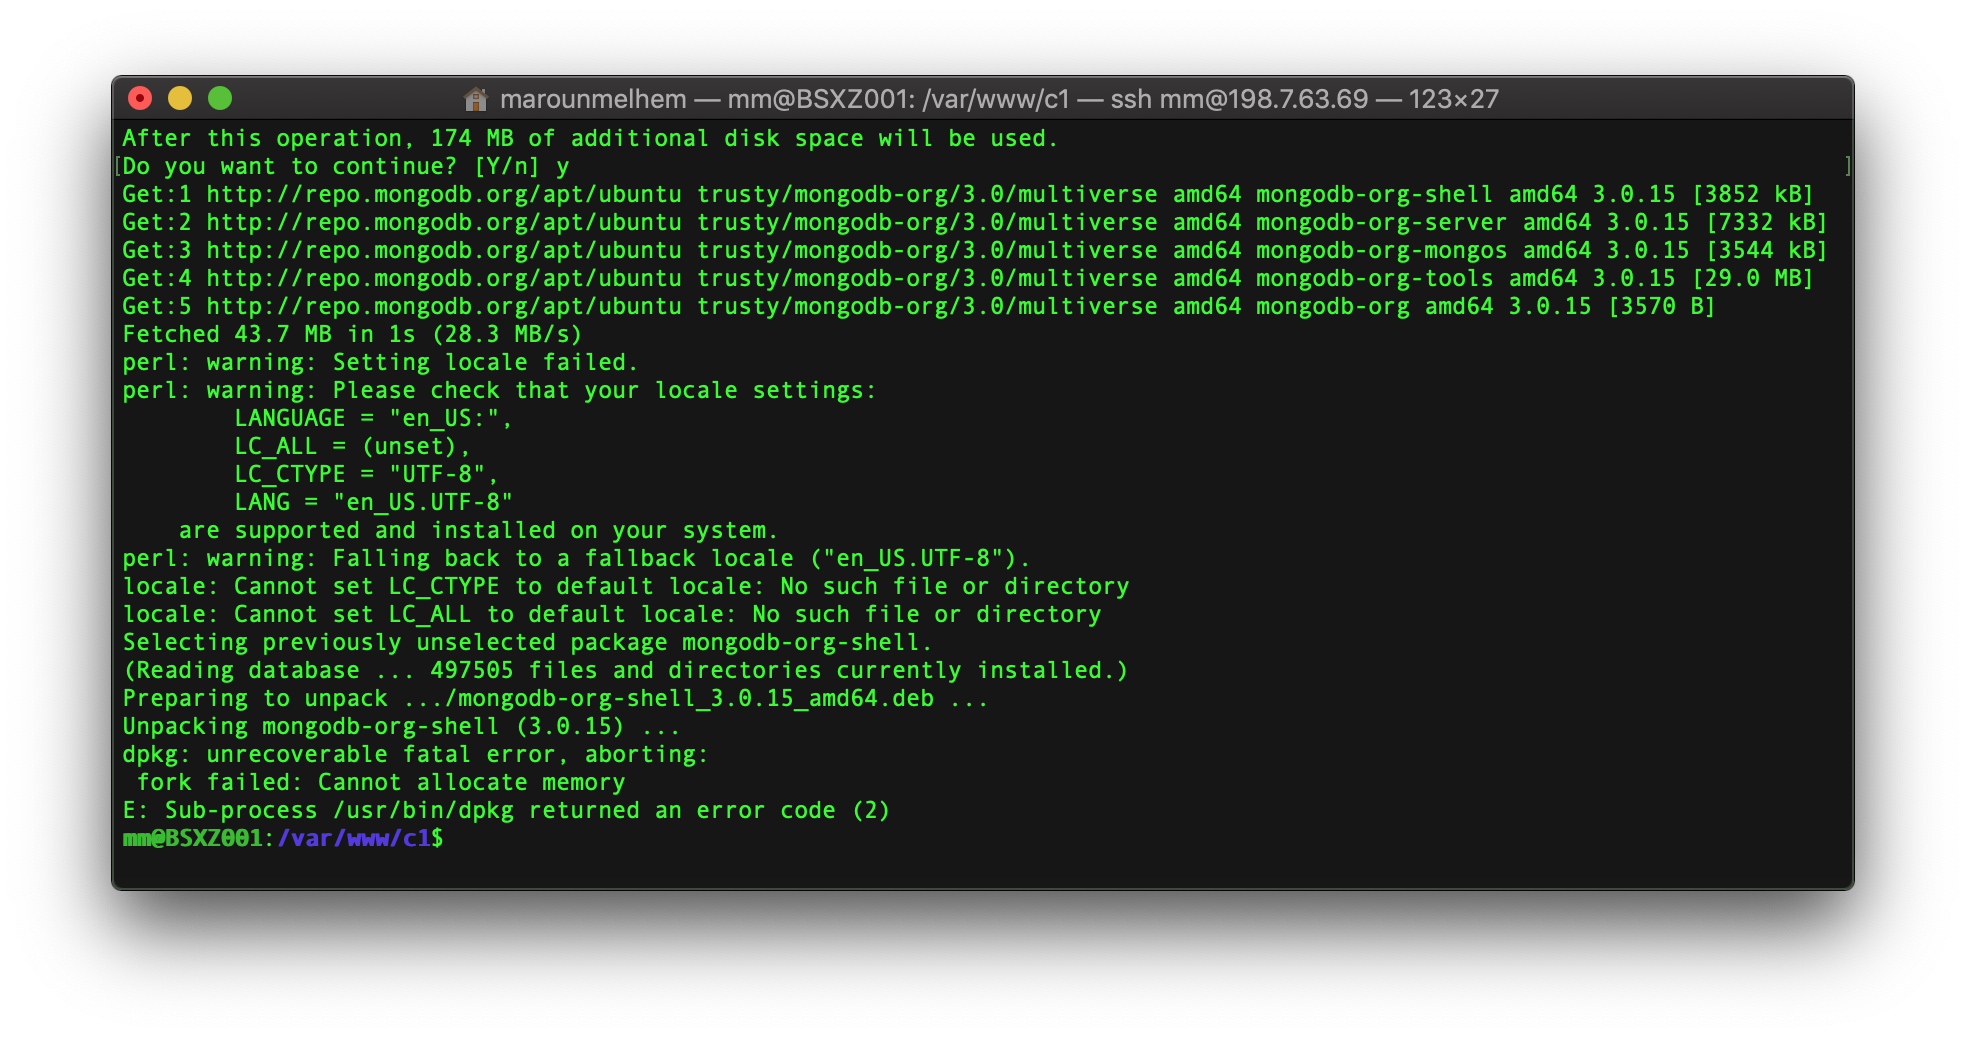 marounmelhem — mm@BSXZ001: /var/www/c1 — ssh mm@198.7.63.69 — 123×27
After this operation, 174 MB of additional disk space will be used.
[Do you want to continue? [Y/n] y ]
Get:1 http://repo.mongodb.org/apt/ubuntu trusty/mongodb-org/3.0/multiverse amd64 mongodb-org-shell amd64 3.0.15 [3852 kB]
Get:2 http://repo.mongodb.org/apt/ubuntu trusty/mongodb-org/3.0/multiverse amd64 mongodb-org-server amd64 3.0.15 [7332 kB]
Get:3 http://repo.mongodb.org/apt/ubuntu trusty/mongodb-org/3.0/multiverse amd64 mongodb-org-mongos amd64 3.0.15 [3544 kB]
Get:4 http://repo.mongodb.org/apt/ubuntu trusty/mongodb-org/3.0/multiverse amd64 mongodb-org-tools amd64 3.0.15 [29.0 MB]
Get:5 http://repo.mongodb.org/apt/ubuntu trusty/mongodb-org/3.0/multiverse amd64 mongodb-org amd64 3.0.15 [3570 B]
Fetched 43.7 MB in 1s (28.3 MB/s)
perl: warning: Setting locale failed.
perl: warning: Please check that your locale settings:
        LANGUAGE = "en_US:",
        LC_ALL = (unset),
        LC_CTYPE = "UTF-8",
        LANG = "en_US.UTF-8"
    are supported and installed on your system.
perl: warning: Falling back to a fallback locale ("en_US.UTF-8").
locale: Cannot set LC_CTYPE to default locale: No such file or directory
locale: Cannot set LC_ALL to default locale: No such file or directory
Selecting previously unselected package mongodb-org-shell.
(Reading database ... 497505 files and directories currently installed.)
Preparing to unpack .../mongodb-org-shell_3.0.15_amd64.deb ...
Unpacking mongodb-org-shell (3.0.15) ...
dpkg: unrecoverable fatal error, aborting:
 fork failed: Cannot allocate memory
E: Sub-process /usr/bin/dpkg returned an error code (2)
mm@BSXZ001:/var/www/c1$